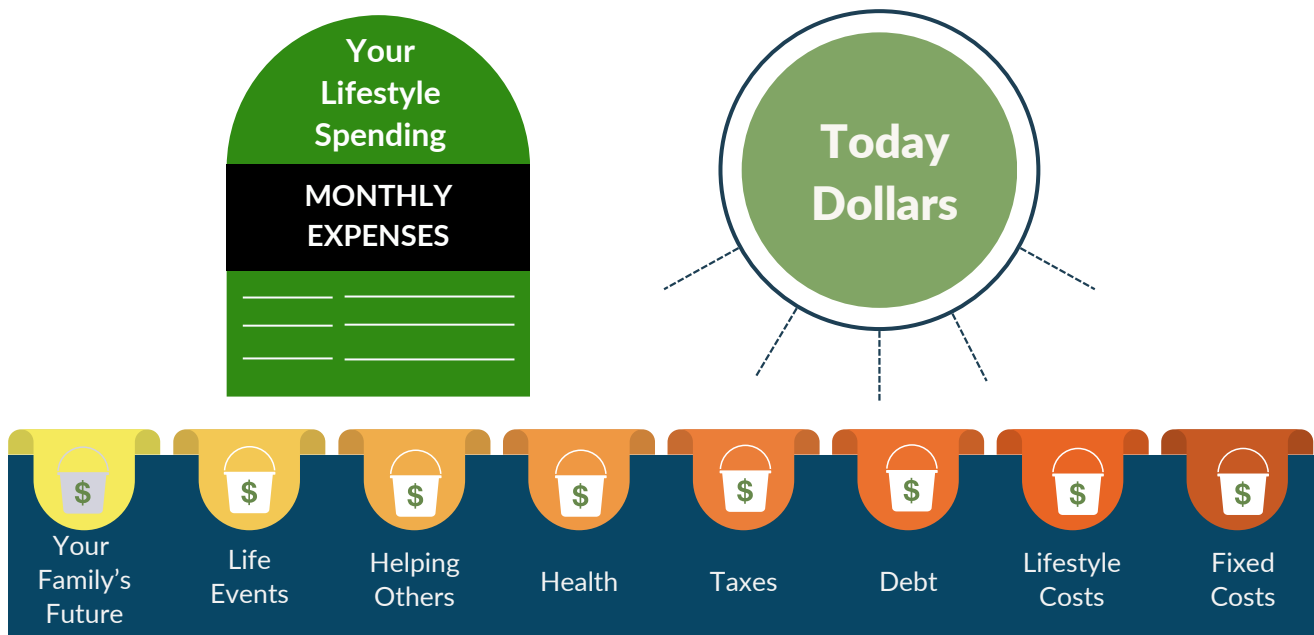 Your
Lifestyle
Spending
MONTHLY
EXPENSES
Today
Dollars
$
$
$
$
$
$
$
$
Your
Family’s
Future
Life
Events
Helping
Others
Health
Taxes
Debt
Lifestyle
Costs
Fixed
Costs